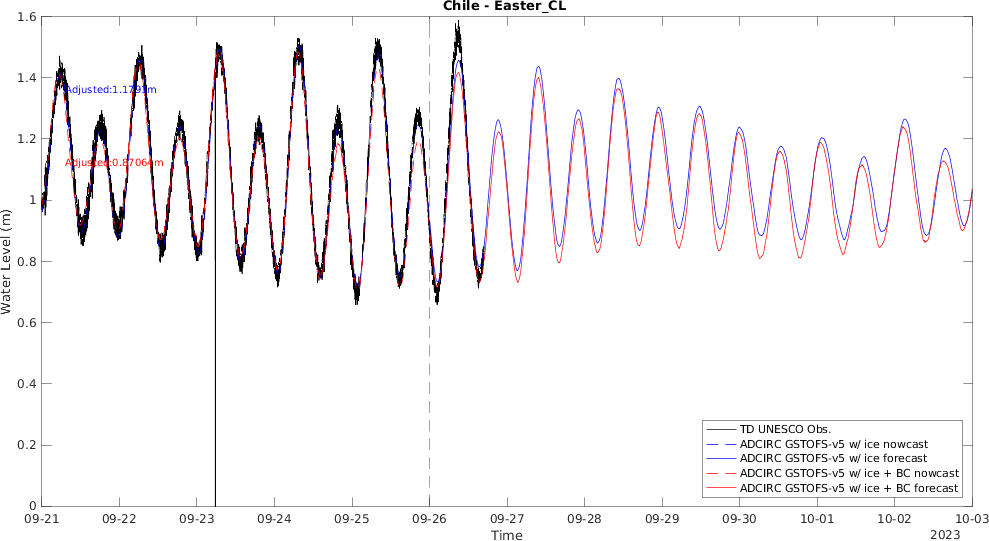 Chile - Easter_CL
1.6
1.4
1.2
1
0.8
0.6
0.4
0.2
0
Water Level (m)
Adjusted:1.1791m
Adjusted:0.87064m
TD UNESCO Obs.
ADCIRC GSTOFS-v5 w/ ice nowcast
ADCIRC GSTOFS-v5 w/ ice forecast
ADCIRC GSTOFS-v5 w/ ice + BC nowcast
ADCIRC GSTOFS-v5 w/ ice + BC forecast
09-21 09-22 09-23 09-24 09-25 09-26 09-27 09-28 09-29 09-30 10-01 10-02 10-03
Time
2023